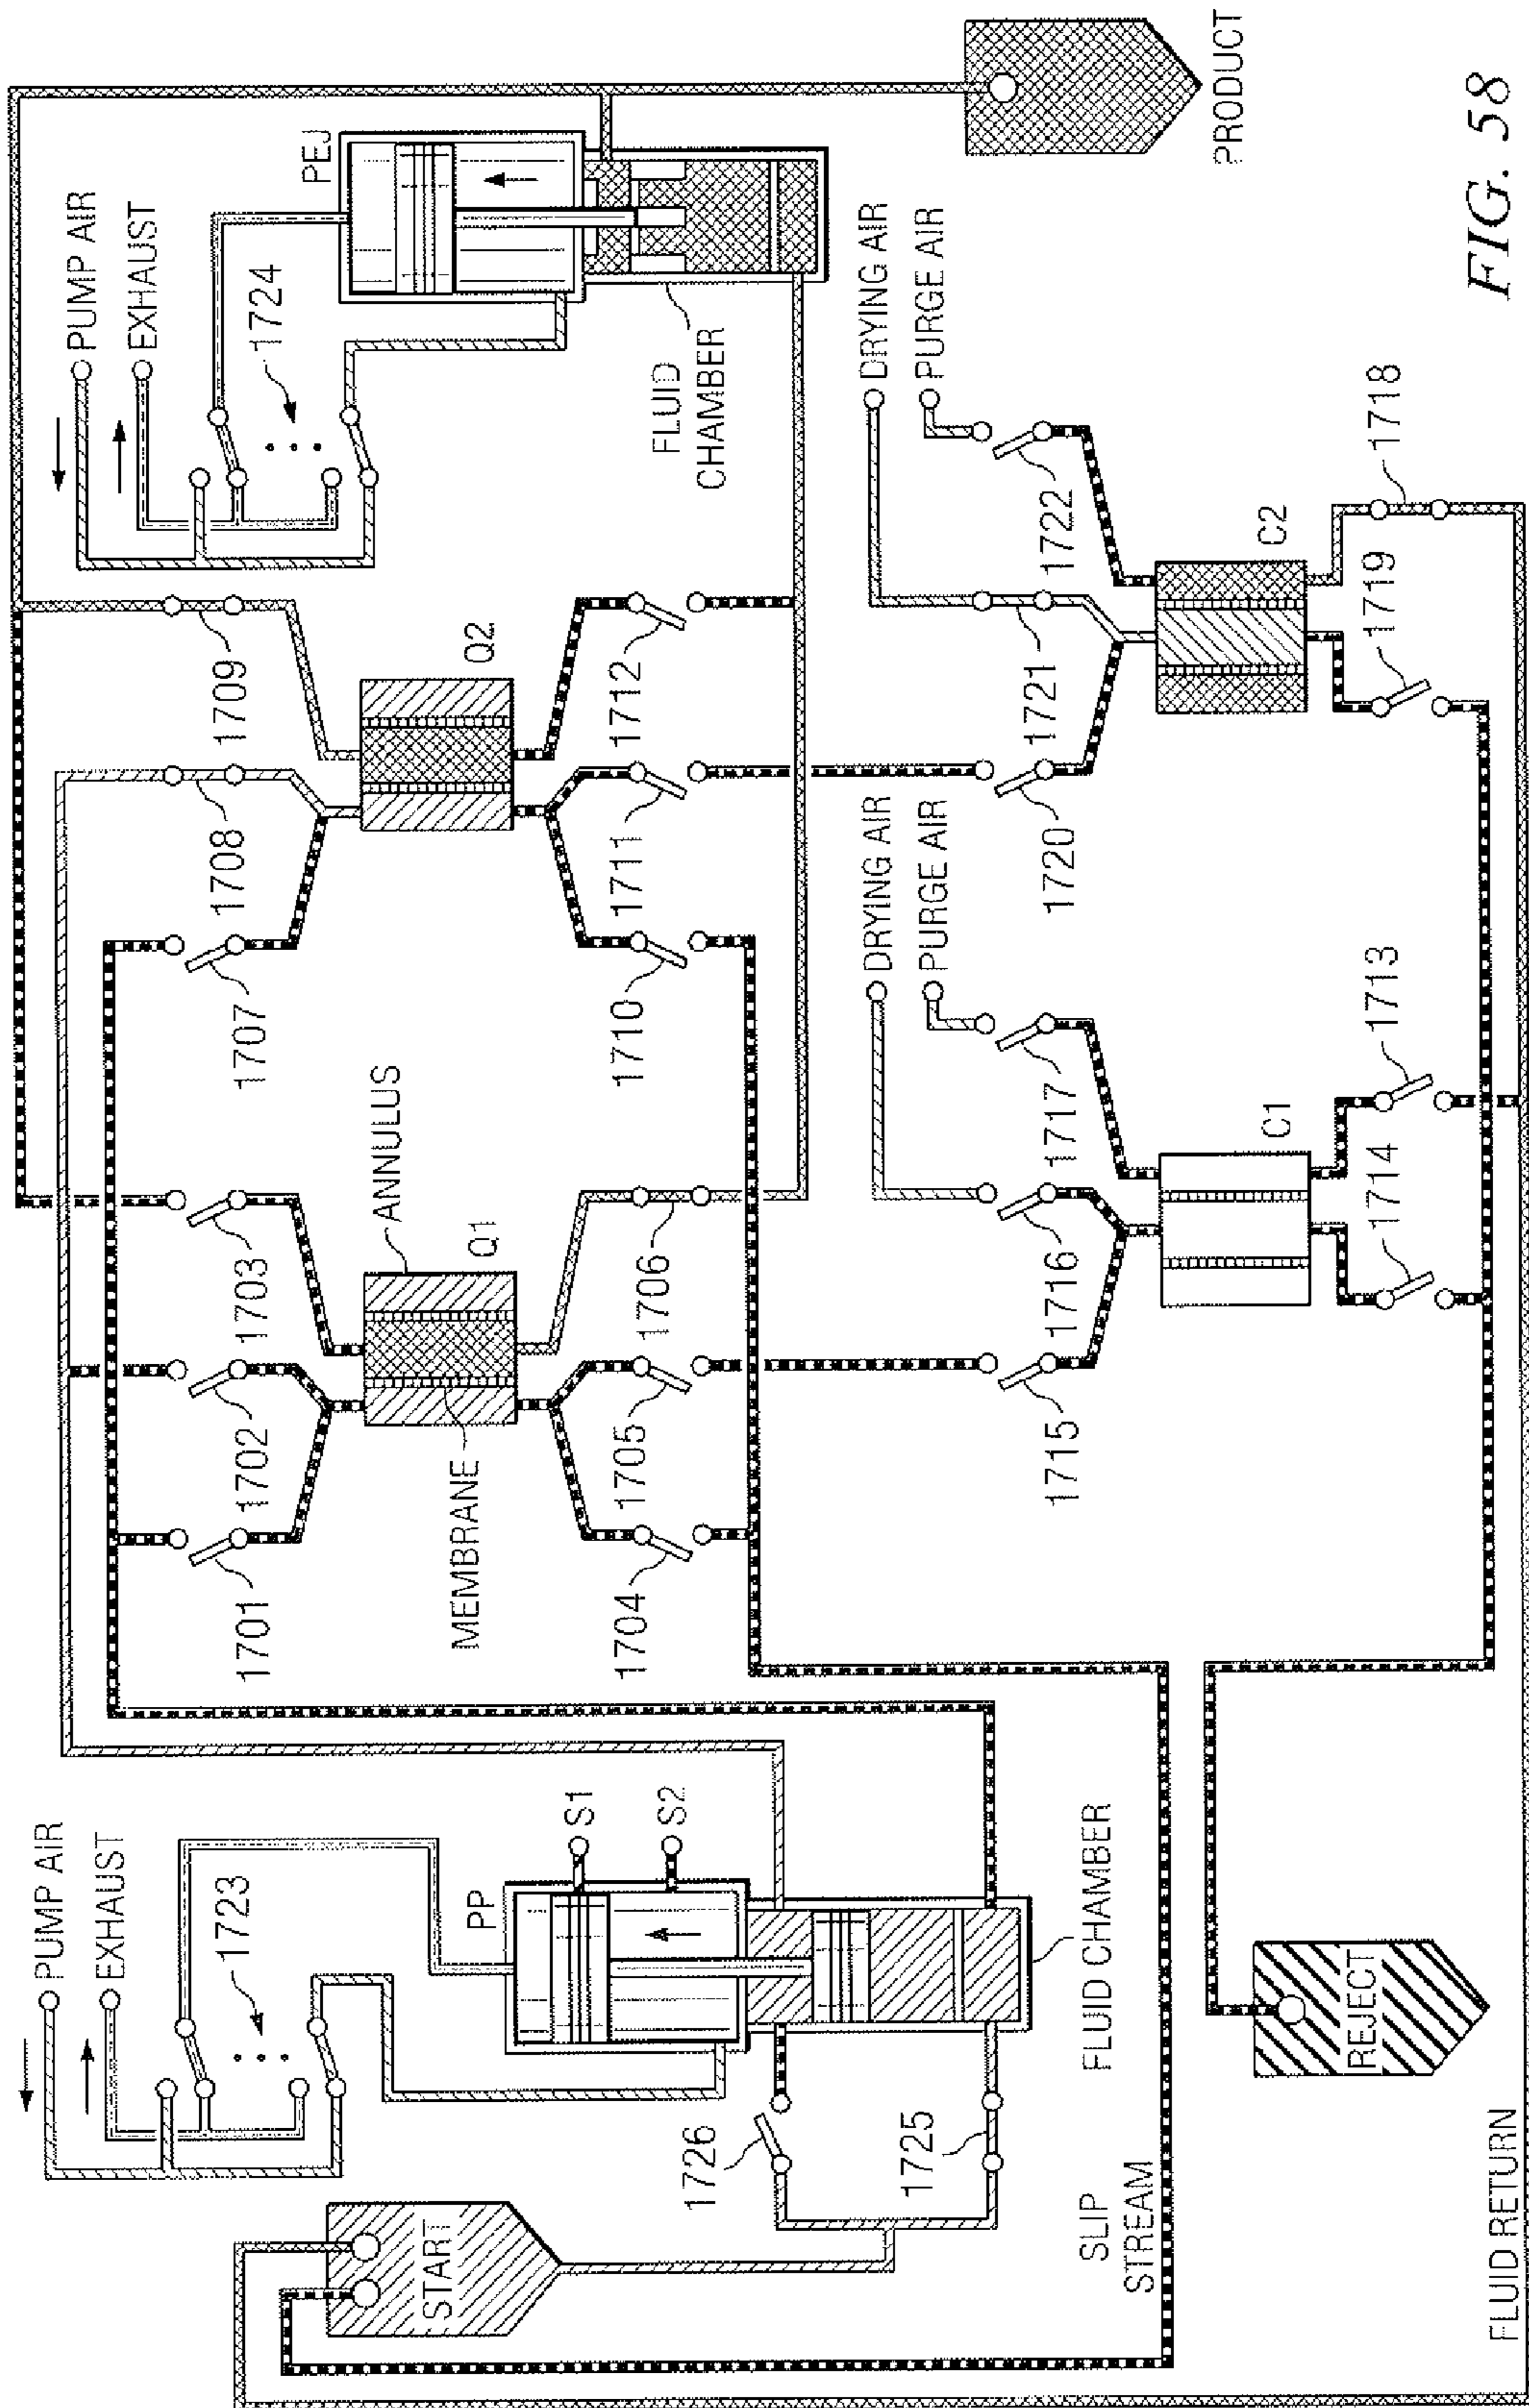 PUMP AIR
EXHAUST
1723
START
PP
S1
S2
1726
1725
FLUID CHAMBER
SLIP
STREAM
REJECT
FLUID RETURN
1701
1702
1703
MEMBRANE
ANNULUS
Q1
1704
1705
1706
1707
1708
1709
Q2
1710
1711
1712
PUMP AIR
EXHAUST
1724
PEJ
FLUID
CHAMBER
PRODUCT
DRYING AIR
PURGE AIR
1715
1716
1717
C1
1714
1713
DRYING AIR
PURGE AIR
1720
1721
1722
C2
1719
1718
FIG. 58